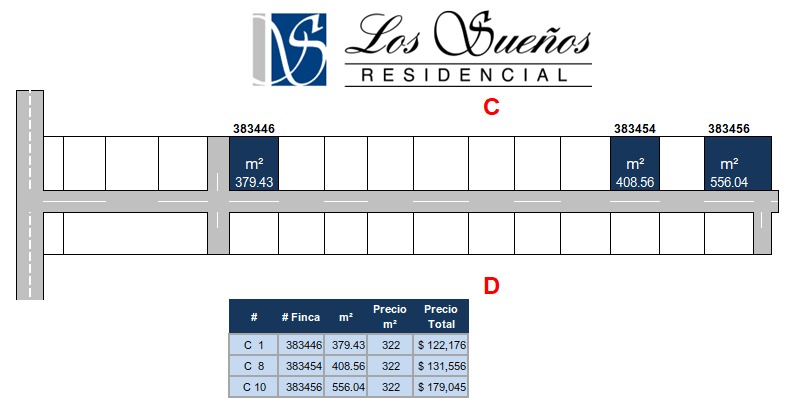 Los Sueños
RESIDENCIAL
C
383446 383454 383456
m² m² m²
379.43 408.56 556.04
D
# # Finca m² Precio m² Precio Total
C 1 383446 379.43 322 $ 122,176
C 8 383454 408.56 322 $ 131,556
C 10 383456 556.04 322 $ 179,045